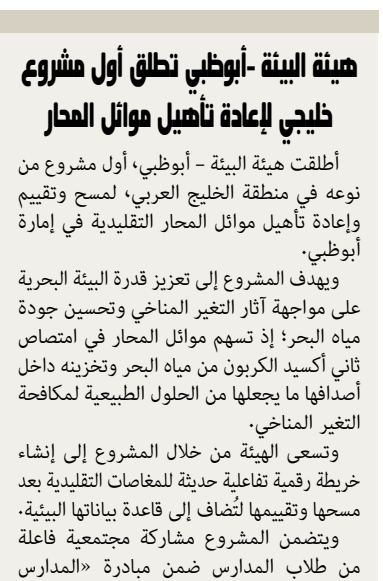 هيئة البيئة -أبوظبي تطلق أول مشروع
خليجي لإعادة تأهيل موائل المحار
أطلقت هيئة البيئة – أبوظبي، أول مشروع من
نوعه في منطقة الخليج العربي، لمسح وتقييم
وإعادة تأهيل موائل المحار التقليدية في إمارة
أبوظبي.
ويهدف المشروع إلى تعزيز قدرة البيئة البحرية
على مواجهة آثار التغير المناخي وتحسين جودة
مياه البحر؛ إذ تسهم موائل المحار في امتصاص
ثاني أكسيد الكربون من مياه البحر وتخزينه داخل
أصدافها ما يجعلها من الحلول الطبيعية لمكافحة
التغير المناخي.
وتسعى الهيئة من خلال المشروع إلى إنشاء
خريطة رقمية تفاعلية حديثة للمغاصات التقليدية بعد
مسحها وتقييمها لتُضاف إلى قاعدة بياناتها البيئية.
ويتضمن المشروع مشاركة مجتمعية فاعلة
من طلاب المدارس ضمن مبادرة «المدارس